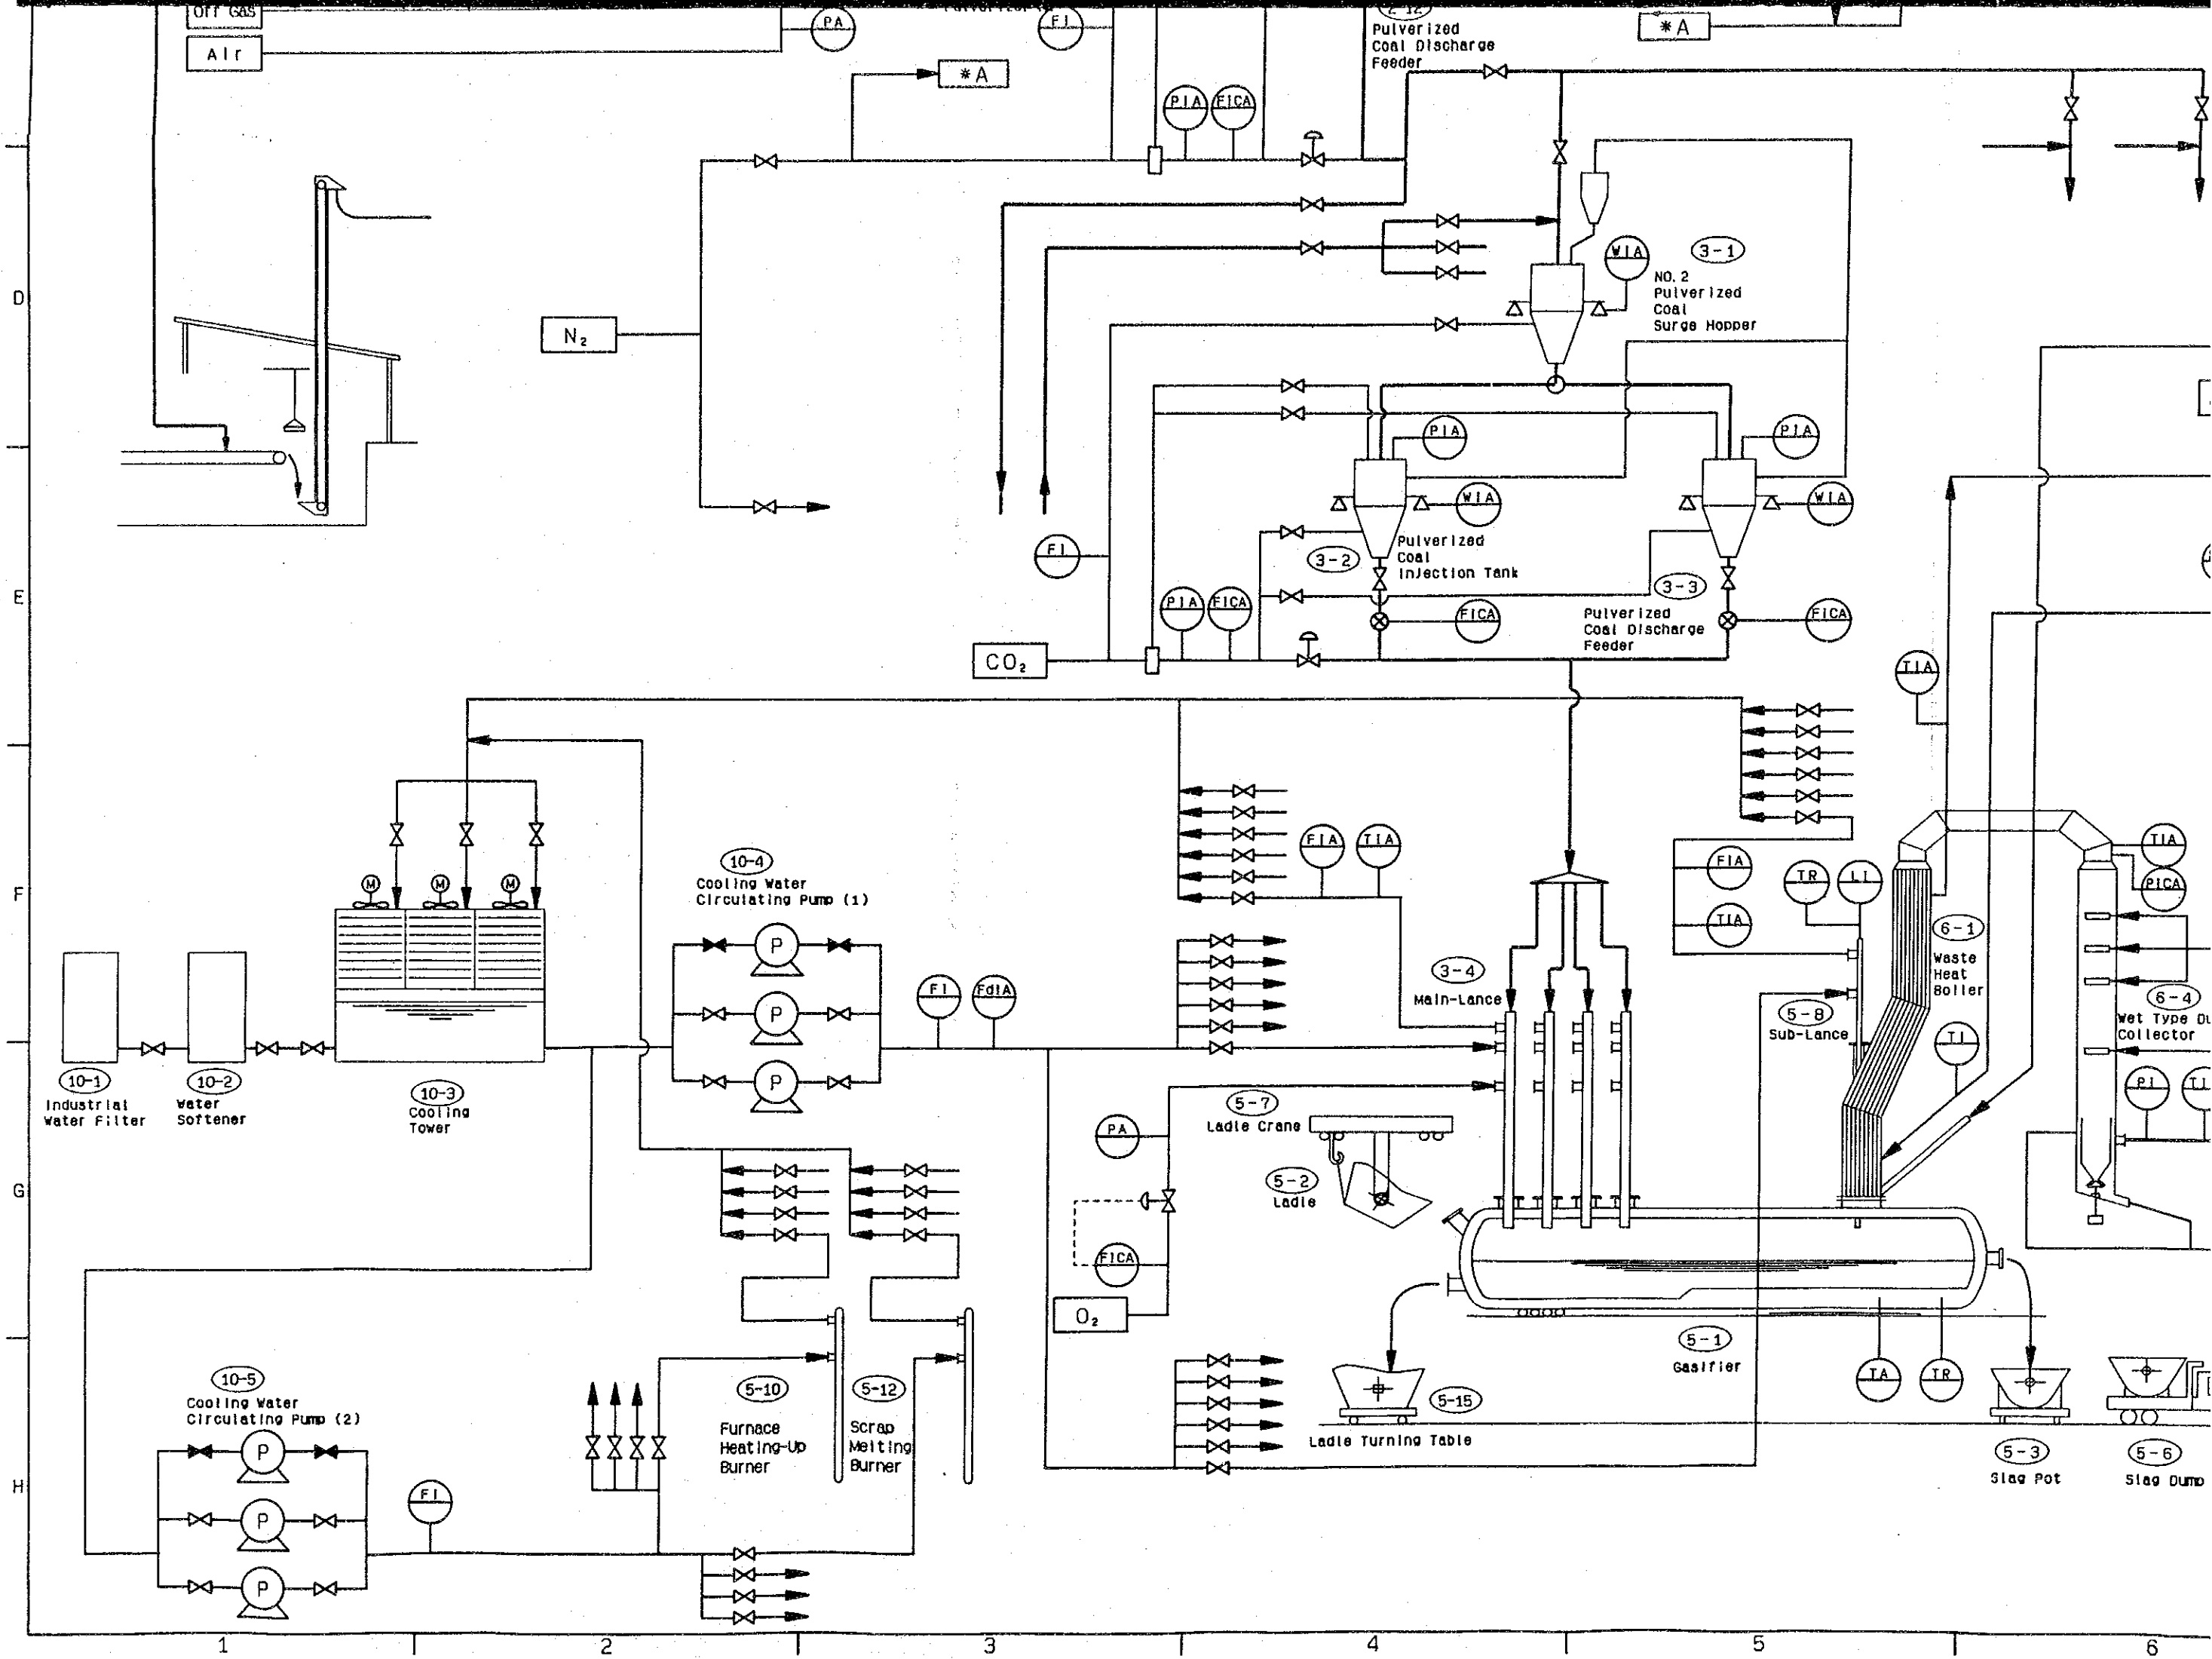 Off Gas
Air
PA
FI
2-12
Pulverized
Coal Discharge
Feeder
*A
*A
PIA
FICA
D
N₂
WIA
3-1
NO.2
Pulverized
Coal
Surge Hopper
PIA
PIA
WIA
WIA
FI
3-2
Pulverized
Coal
Injection Tank
3-3
E
PIA
FICA
FICA
Pulverized
Coal Discharge
Feeder
FICA
CO₂
TIA
10-4
Cooling Water
Circulating Pump (1)
FIA
TIA
FIA
TR
LI
TIA
PICA
M
M
M
F
TIA
6-1
Waste
Heat
Boiler
P
P
P
FI
FdIA
3-4
Main-Lance
5-8
Sub-Lance
6-4
Wet Type Du
Collector
TI
10-1
Industrial
Water Filter
10-2
Water
Softener
10-3
Cooling
Tower
PA
5-7
Ladle Crane
PI
TI
G
5-2
Ladle
FICA
O₂
5-1
Gasifier
TA
TR
10-5
Cooling Water
Circulating Pump (2)
5-10
Furnace
Heating-Up
Burner
5-12
Scrap
Melting
Burner
5-15
Ladle Turning Table
5-3
Slag Pot
5-6
Slag Dump
P
P
P
FI
H
1
2
3
4
5
6